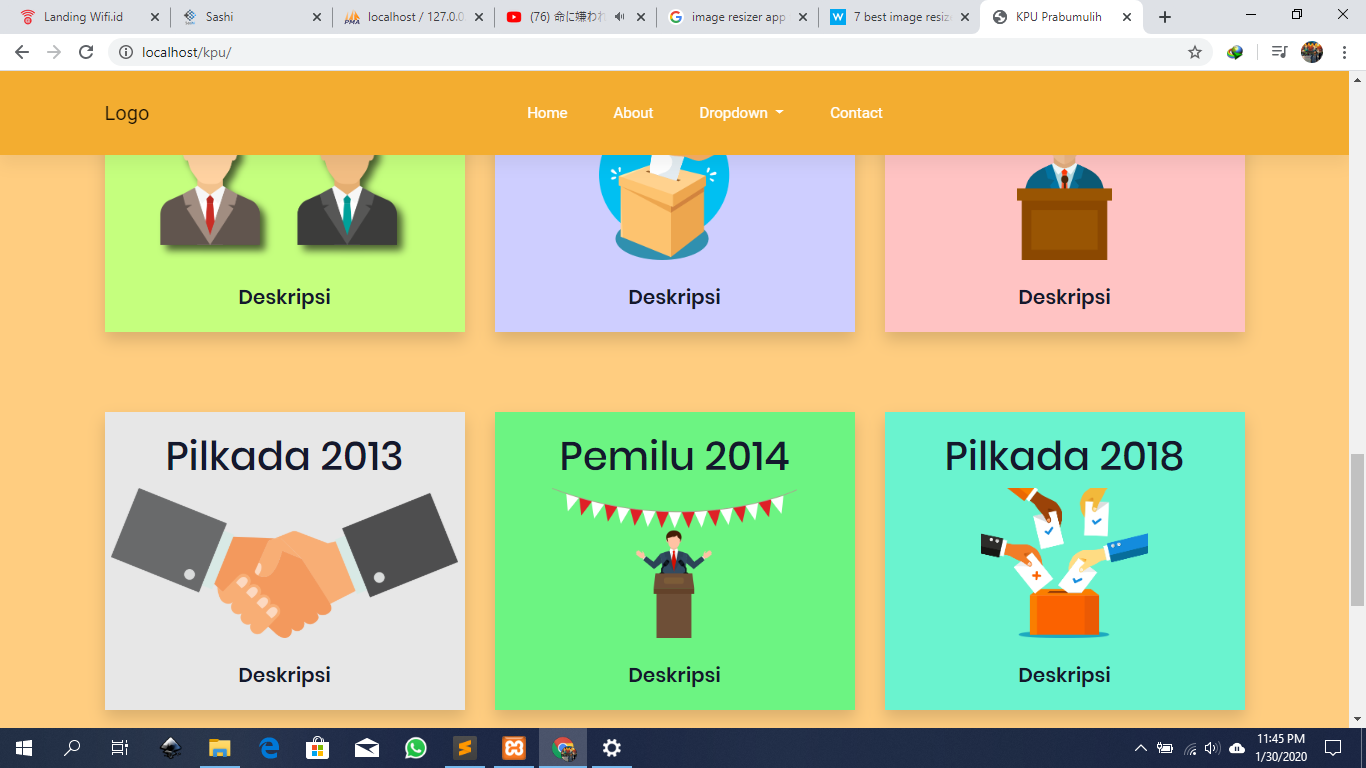 Landing Wifi.id
Sashi
localhost / 127.0.0
(76) 命に嫌われ
image resizer app
7 best image resiz
KPU Prabumulih
localhost/kpu/
Logo
Home
About
Dropdown
Contact
Deskripsi
Deskripsi
Deskripsi
Pilkada 2013
Pemilu 2014
Pilkada 2018
Deskripsi
Deskripsi
Deskripsi
11:45 PM
1/30/2020